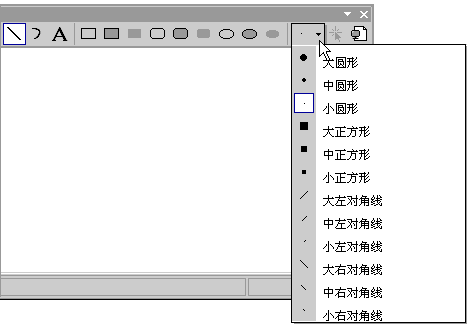 A
大圆形
中圆形
小圆形
大正方形
中正方形
小正方形
大左对角线
中左对角线
小左对角线
大右对角线
中右对角线
小右对角线